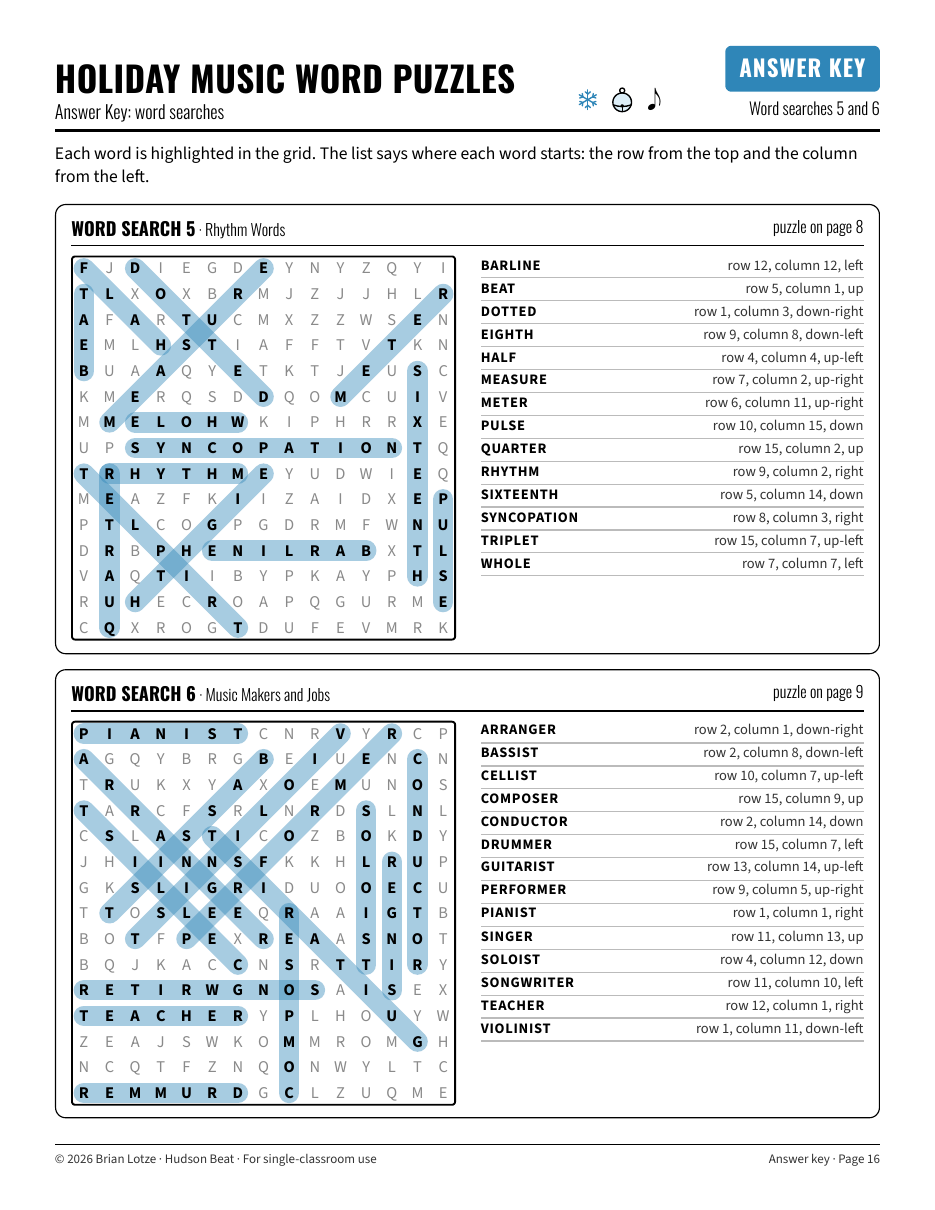 HOLIDAY MUSIC WORD PUZZLES
ANSWER KEY
Answer Key: word searches
Word searches 5 and 6
Each word is highlighted in the grid. The list says where each word starts: the row from the top and the column
from the left.
WORD SEARCH 5 · Rhythm Words
puzzle on page 8
F J D I E G D E Y N Y Z Q Y I
T L X O X B R M J Z J J H L R
A F A R T U C M X Z Z W S E N
E M L H S T I A F F T V T K N
B U A A Q Y E T K T J E U S C
K M E R Q S D D Q O M C U I V
M M E L O H W K I P H R R X E
U P S Y N C O P A T I O N T Q
T R H Y T H M E Y U D W I E Q
M E A Z F K I I Z A I D X E P
P T L C O G P G D R M F W N U
D R B P H E N I L R A B X T L
V A Q T I I B Y P K A Y P H S
R U H E C R O A P Q G U R M E
C Q X R O G T D U F E V M R K
BARLINE row 12, column 12, left
BEAT row 5, column 1, up
DOTTED row 1, column 3, down-right
EIGHTH row 9, column 8, down-left
HALF row 4, column 4, up-left
MEASURE row 7, column 2, up-right
METER row 6, column 11, up-right
PULSE row 10, column 15, down
QUARTER row 15, column 2, up
RHYTHM row 9, column 2, right
SIXTEENTH row 5, column 14, down
SYNCOPATION row 8, column 3, right
TRIPLET row 15, column 7, up-left
WHOLE row 7, column 7, left
WORD SEARCH 6 · Music Makers and Jobs
puzzle on page 9
P I A N I S T C N R V Y R C P
A G Q Y B R G B E I U E N C N
T R U K X Y A X O E M U N O S
T A R C F S R L N R D S L N L
C S L A S T I C O Z B O K D Y
J H I I N N S F K K H L R U P
G K S L I G R I D U O O E C U
T T O S L E E Q R A A I G T B
B O T F P E X R E A A S N O T
B Q J K A C C N S R T T I R Y
R E T I R W G N O S A I S E X
T E A C H E R Y P L H O U Y W
Z E A J S W K O M M R O M G H
N C Q T F Z N Q O N W Y L T C
R E M M U R D G C L Z U Q M E
ARRANGER row 2, column 1, down-right
BASSIST row 2, column 8, down-left
CELLIST row 10, column 7, up-left
COMPOSER row 15, column 9, up
CONDUCTOR row 2, column 14, down
DRUMMER row 15, column 7, left
GUITARIST row 13, column 14, up-left
PERFORMER row 9, column 5, up-right
PIANIST row 1, column 1, right
SINGER row 11, column 13, up
SOLOIST row 4, column 12, down
SONGWRITER row 11, column 10, left
TEACHER row 12, column 1, right
VIOLINIST row 1, column 11, down-left
© 2026 Brian Lotze · Hudson Beat · For single-classroom use
Answer key · Page 16